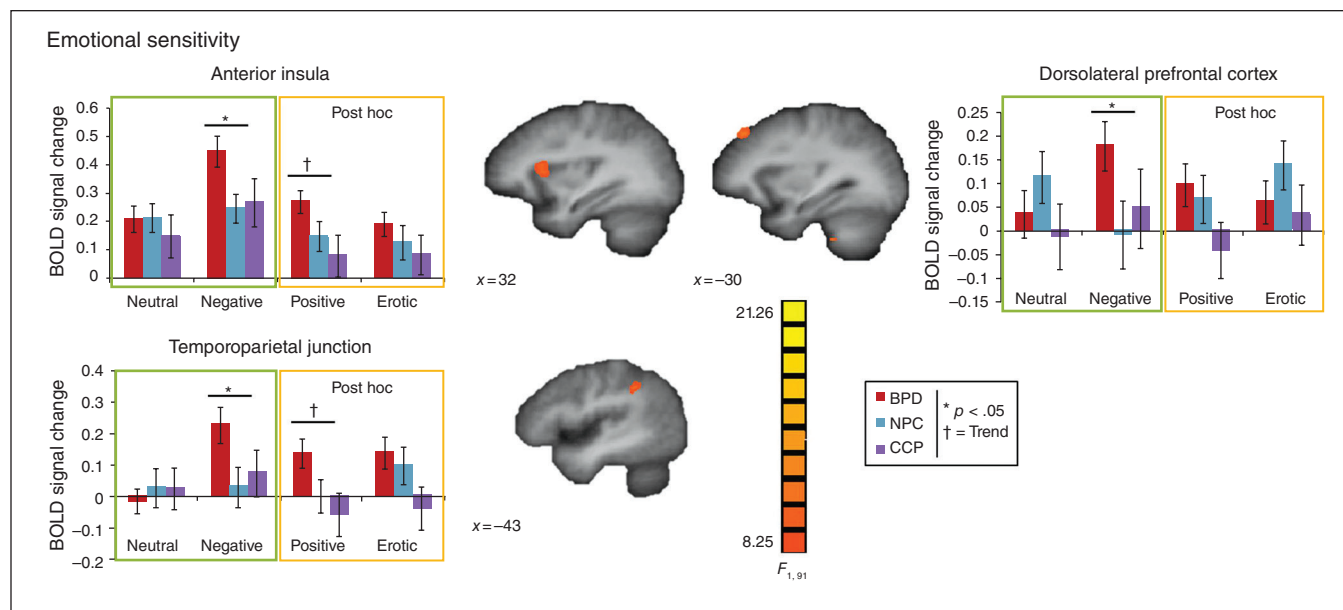 Emotional sensitivity
Anterior insula
BOLD signal change
0.6
0.5
0.4
0.3
0.2
0.1
0
*
†
Post hoc
Neutral
Negative
Positive
Erotic
x=32
x=−30
Dorsolateral prefrontal cortex
BOLD signal change
0.25
0.2
0.15
0.1
0.05
0
−0.05
−0.1
−0.15
*
Post hoc
Neutral
Negative
Positive
Erotic
Temporoparietal junction
BOLD signal change
0.4
0.3
0.2
0.1
0
−0.1
−0.2
*
†
Post hoc
Neutral
Negative
Positive
Erotic
x=−43
21.26
8.25
F1, 91
BPD
NPC
CCP
* p < .05
† = Trend